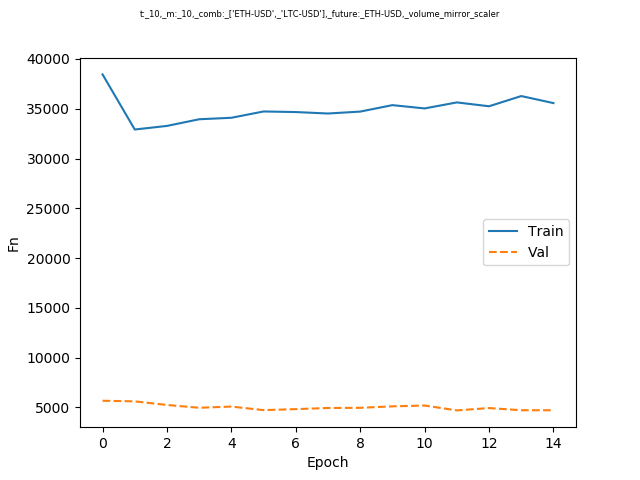 t:_10,_m:_10,_comb:_['ETH-USD',_'LTC-USD'],_future:_ETH-USD,_volume_mirror_scaler
40000
35000
30000
25000
20000
15000
10000
5000
Fn
Train
Val
0 2 4 6 8 10 12 14
Epoch